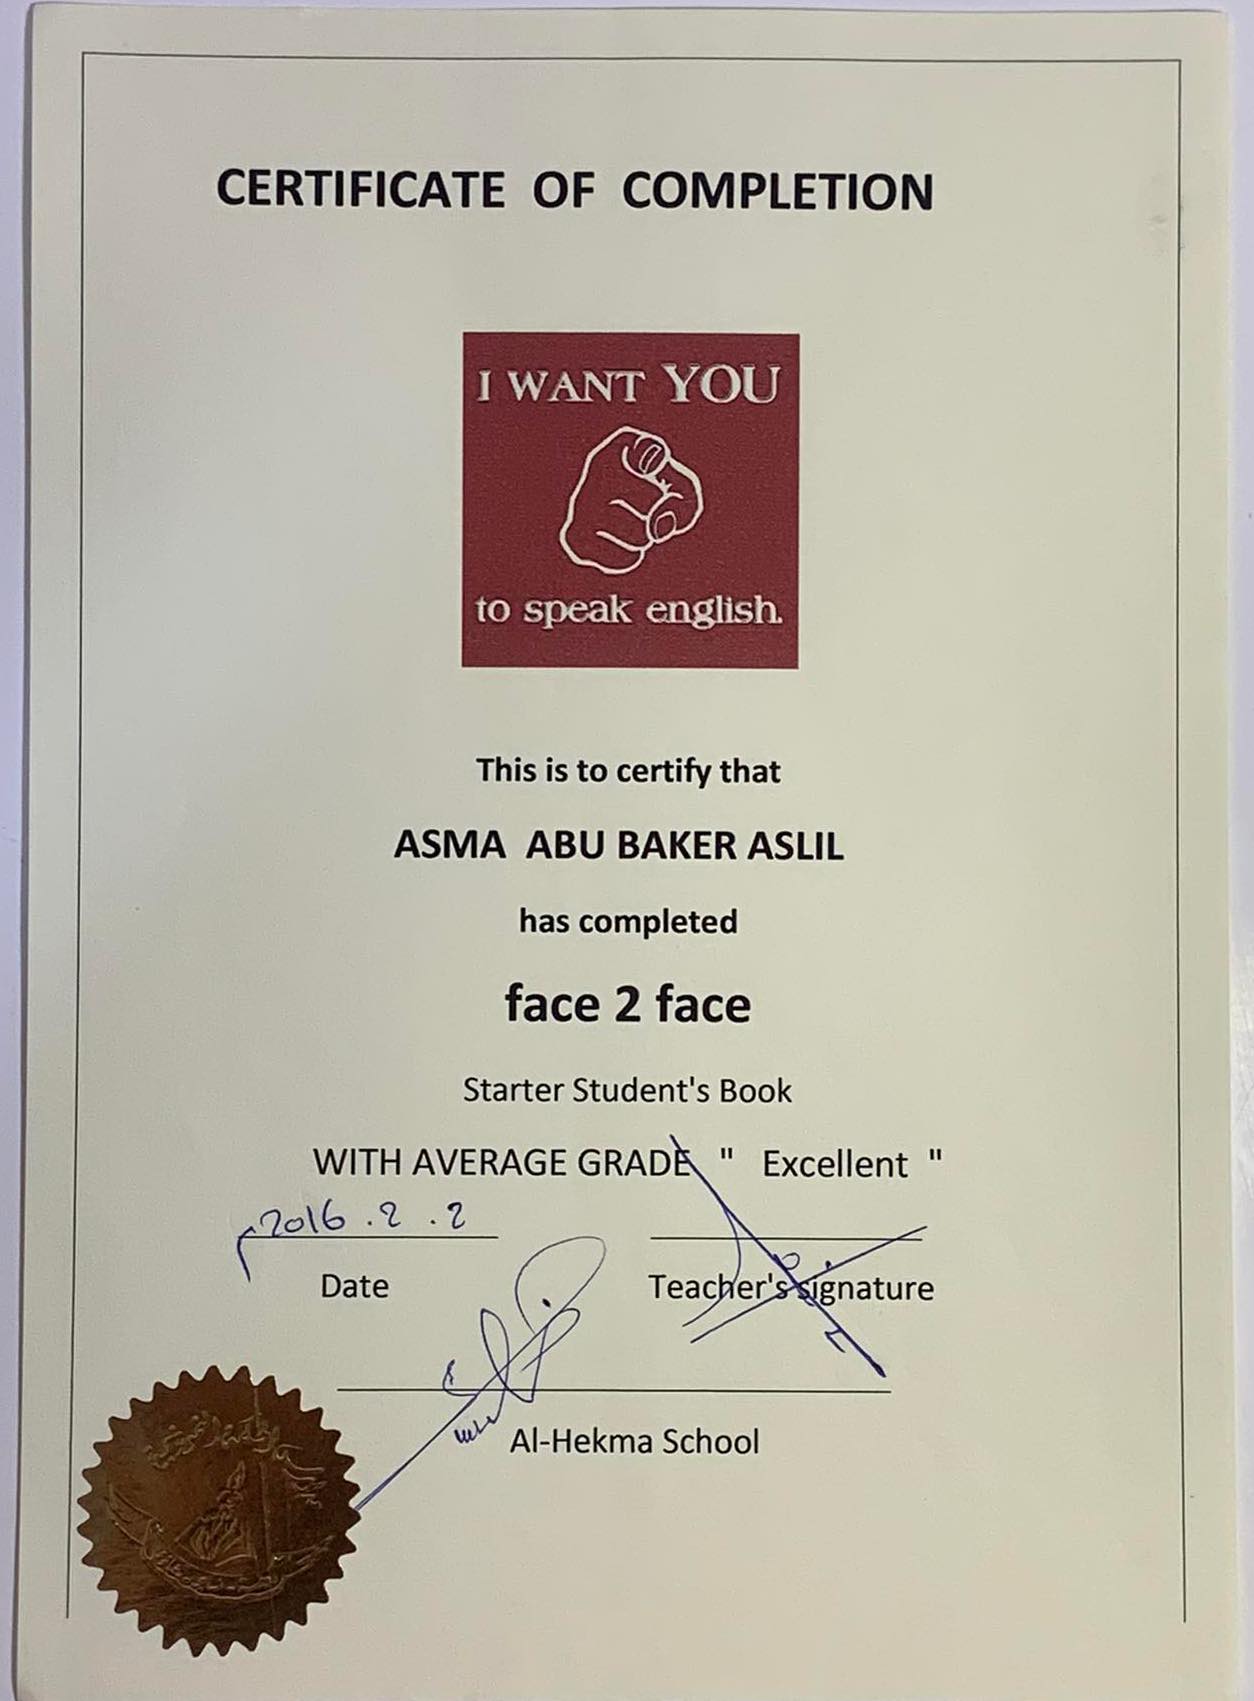 CERTIFICATE OF COMPLETION
I WANT YOU
to speak english.
This is to certify that
ASMA ABU BAKER ASLIL
has completed
face 2 face
Starter Student's Book
WITH AVERAGE GRADE " Excellent "
2016 . 2 . 2
Date
Teacher's signature
Al-Hekma School